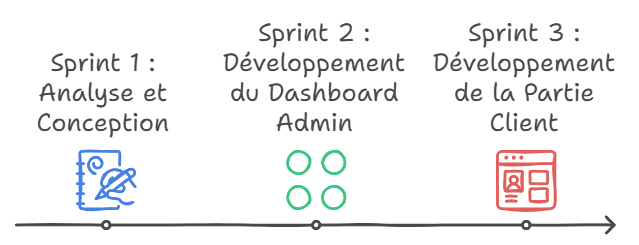 Sprint 1 :
Analyse et
Conception
Sprint 2 :
Développement
du Dashboard
Admin
Sprint 3 :
Développement
de la Partie
Client